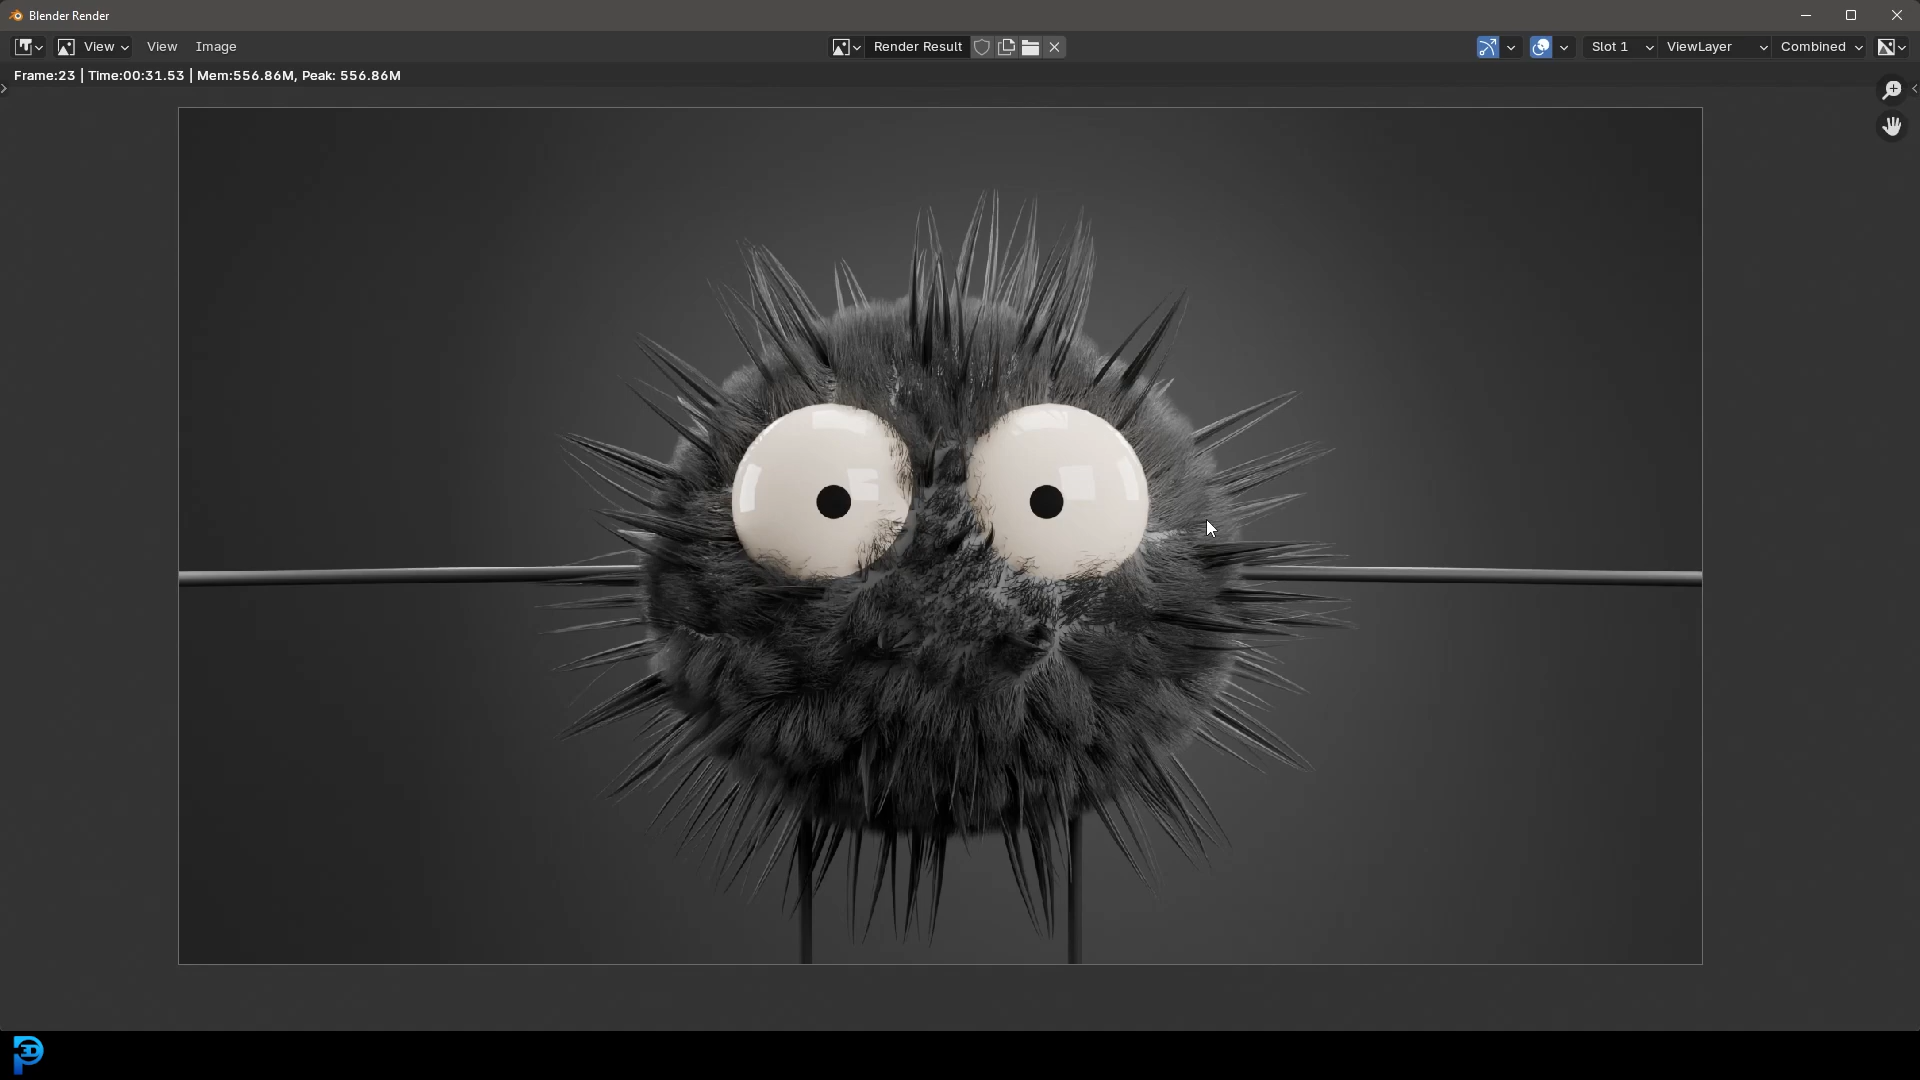 Blender Render
View View Image Render Result Slot 1 ViewLayer Combined
Frame:23 | Time:00:31.53 | Mem:556.86M, Peak: 556.86M
3D